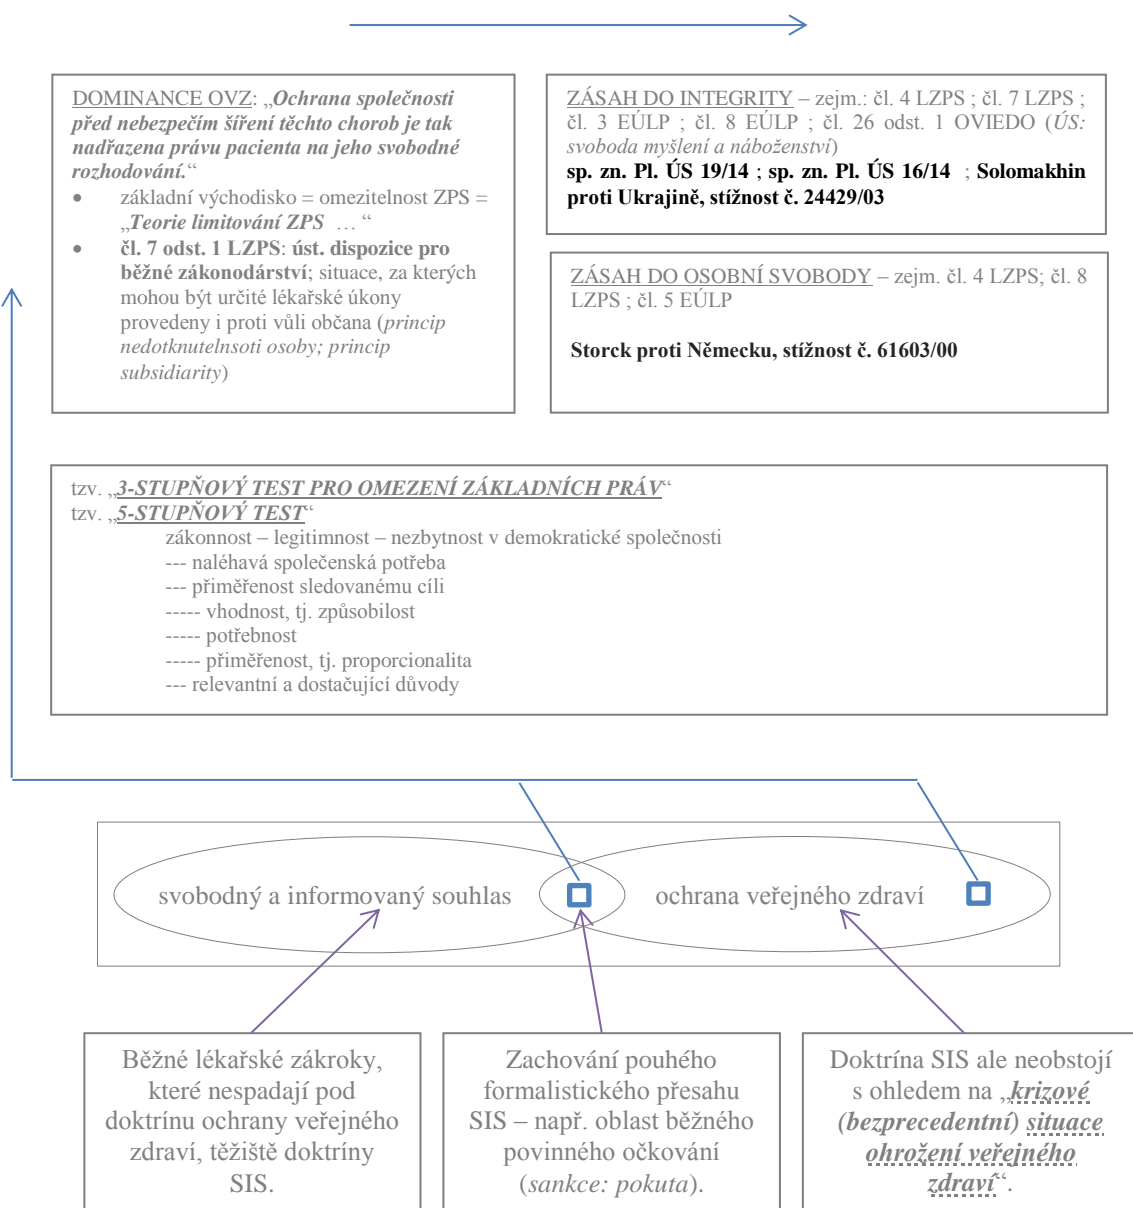 DOMINANCE OVZ: „Ochrana společnosti
před nebezpečím šíření těchto chorob je tak
nadřazena právu pacienta na jeho svobodné
rozhodování.“
• základní východisko = omezitelnost ZPS =
„Teorie limitování ZPS … “
• čl. 7 odst. 1 LZPS: úst. dispozice pro
běžné zákonodárství; situace, za kterých
mohou být určité lékařské úkony
provedeny i proti vůli občana (princip
nedotknutelnsoti osoby; princip
subsidiarity)
ZÁSAH DO INTEGRITY – zejm.: čl. 4 LZPS ; čl. 7 LZPS ;
čl. 3 EÚLP ; čl. 8 EÚLP ; čl. 26 odst. 1 OVIEDO (ÚS:
svoboda myšlení a náboženství)
sp. zn. Pl. ÚS 19/14 ; sp. zn. Pl. ÚS 16/14 ; Solomakhin
proti Ukrajině, stížnost č. 24429/03
ZÁSAH DO OSOBNÍ SVOBODY – zejm. čl. 4 LZPS; čl. 8
LZPS ; čl. 5 EÚLP
Storck proti Německu, stížnost č. 61603/00
tzv. „3-STUPŇOVÝ TEST PRO OMEZENÍ ZÁKLADNÍCH PRÁV“
tzv. „5-STUPŇOVÝ TEST“
zákonnost – legitimnost – nezbytnost v demokratické společnosti
--- naléhavá společenská potřeba
--- přiměřenost sledovanému cíli
----- vhodnost, tj. způsobilost
----- potřebnost
----- přiměřenost, tj. proporcionalita
--- relevantní a dostačující důvody
svobodný a informovaný souhlas
ochrana veřejného zdraví
Běžné lékařské zákroky,
které nespadají pod
doktrínu ochrany veřejného
zdraví, těžiště doktríny
SIS.
Zachování pouhého
formalistického přesahu
SIS – např. oblast běžného
povinného očkování
(sankce: pokuta).
Doktrína SIS ale neobstojí
s ohledem na „krizové
(bezprecedentní) situace
ohrožení veřejného
zdraví“.